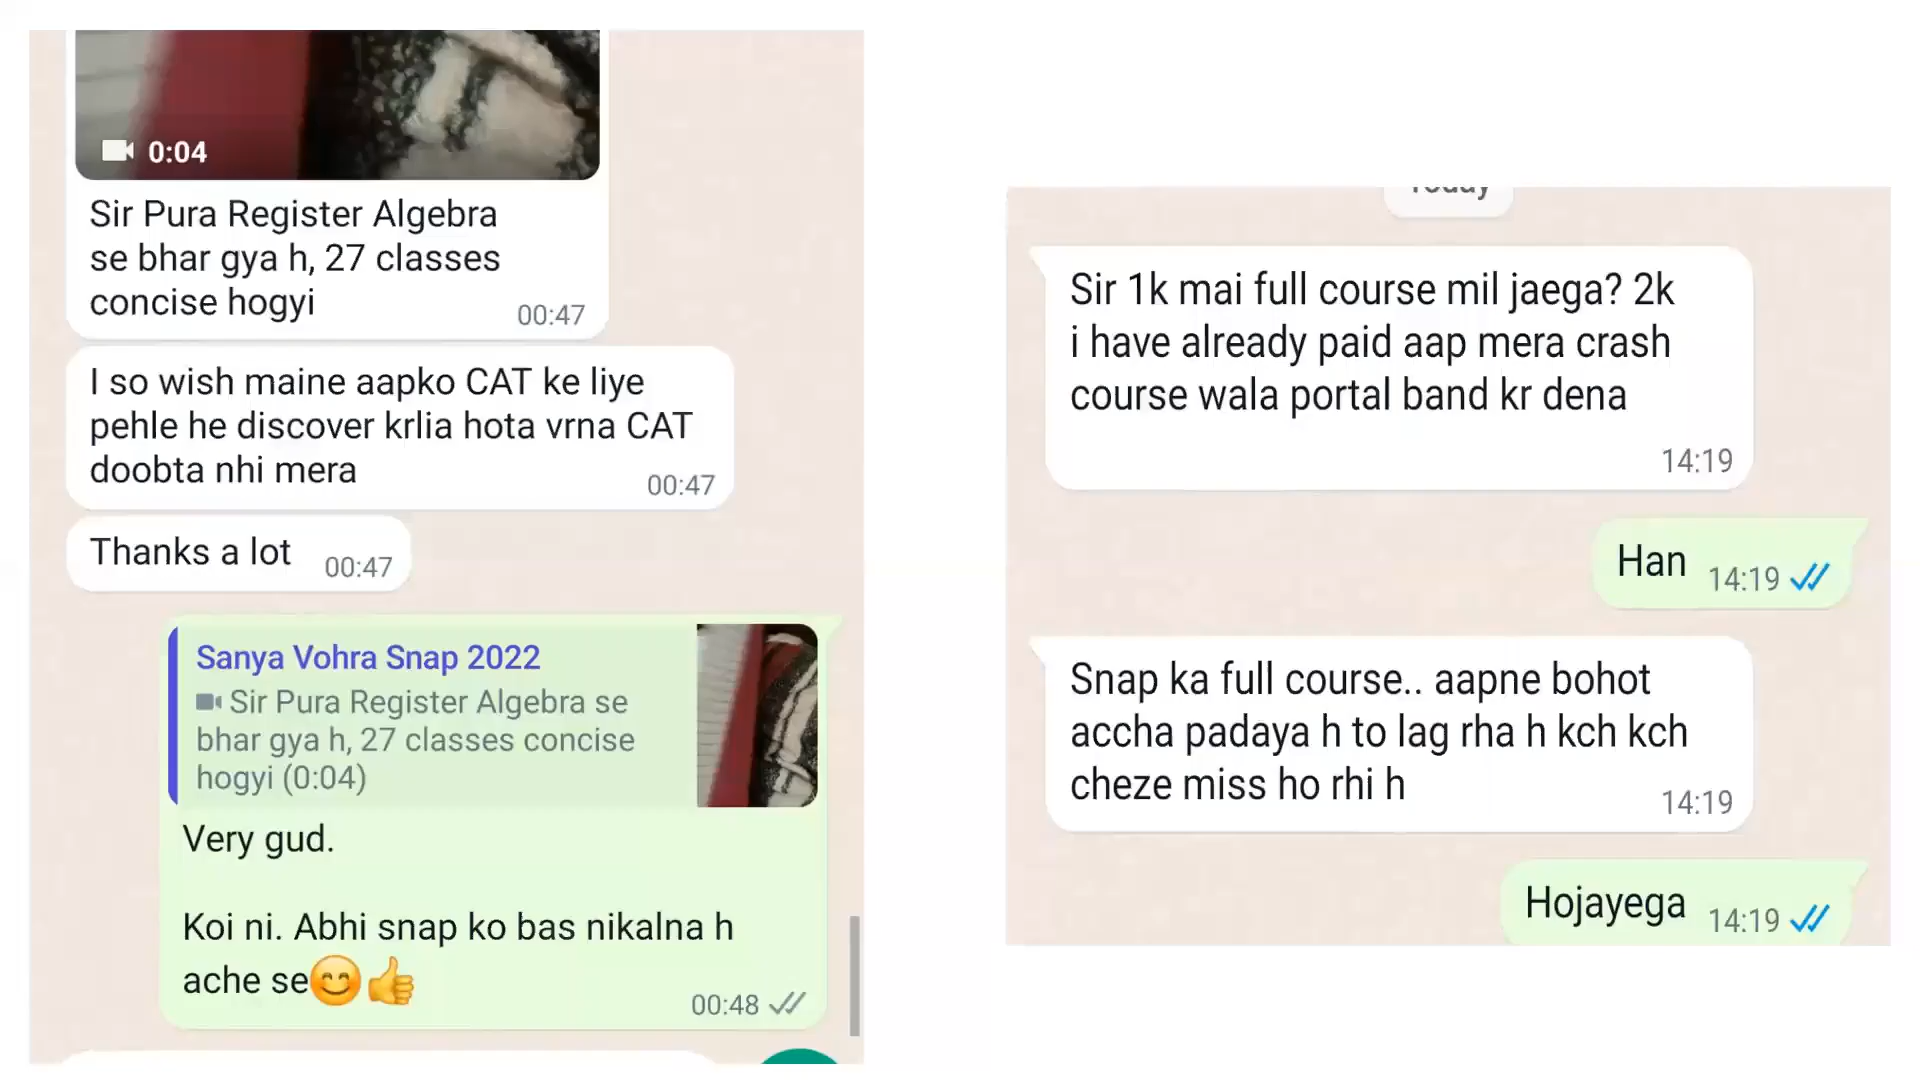 0:04
Sir Pura Register Algebra
se bhar gya h, 27 classes
concise hogyi
00:47
I so wish maine aapko CAT ke liye
pehle he discover krlia hota vrna CAT
doobta nhi mera
00:47
Thanks a lot 00:47
Sanya Vohra Snap 2022
Sir Pura Register Algebra se
bhar gya h, 27 classes concise
hogyi (0:04)
Very gud.
Koi ni. Abhi snap ko bas nikalna h
ache se😊👍
00:48
Today
Sir 1k mai full course mil jaega? 2k
i have already paid aap mera crash
course wala portal band kr dena
14:19
Han 14:19
Snap ka full course.. aapne bohot
accha padaya h to lag rha h kch kch
cheze miss ho rhi h
14:19
Hojayega 14:19